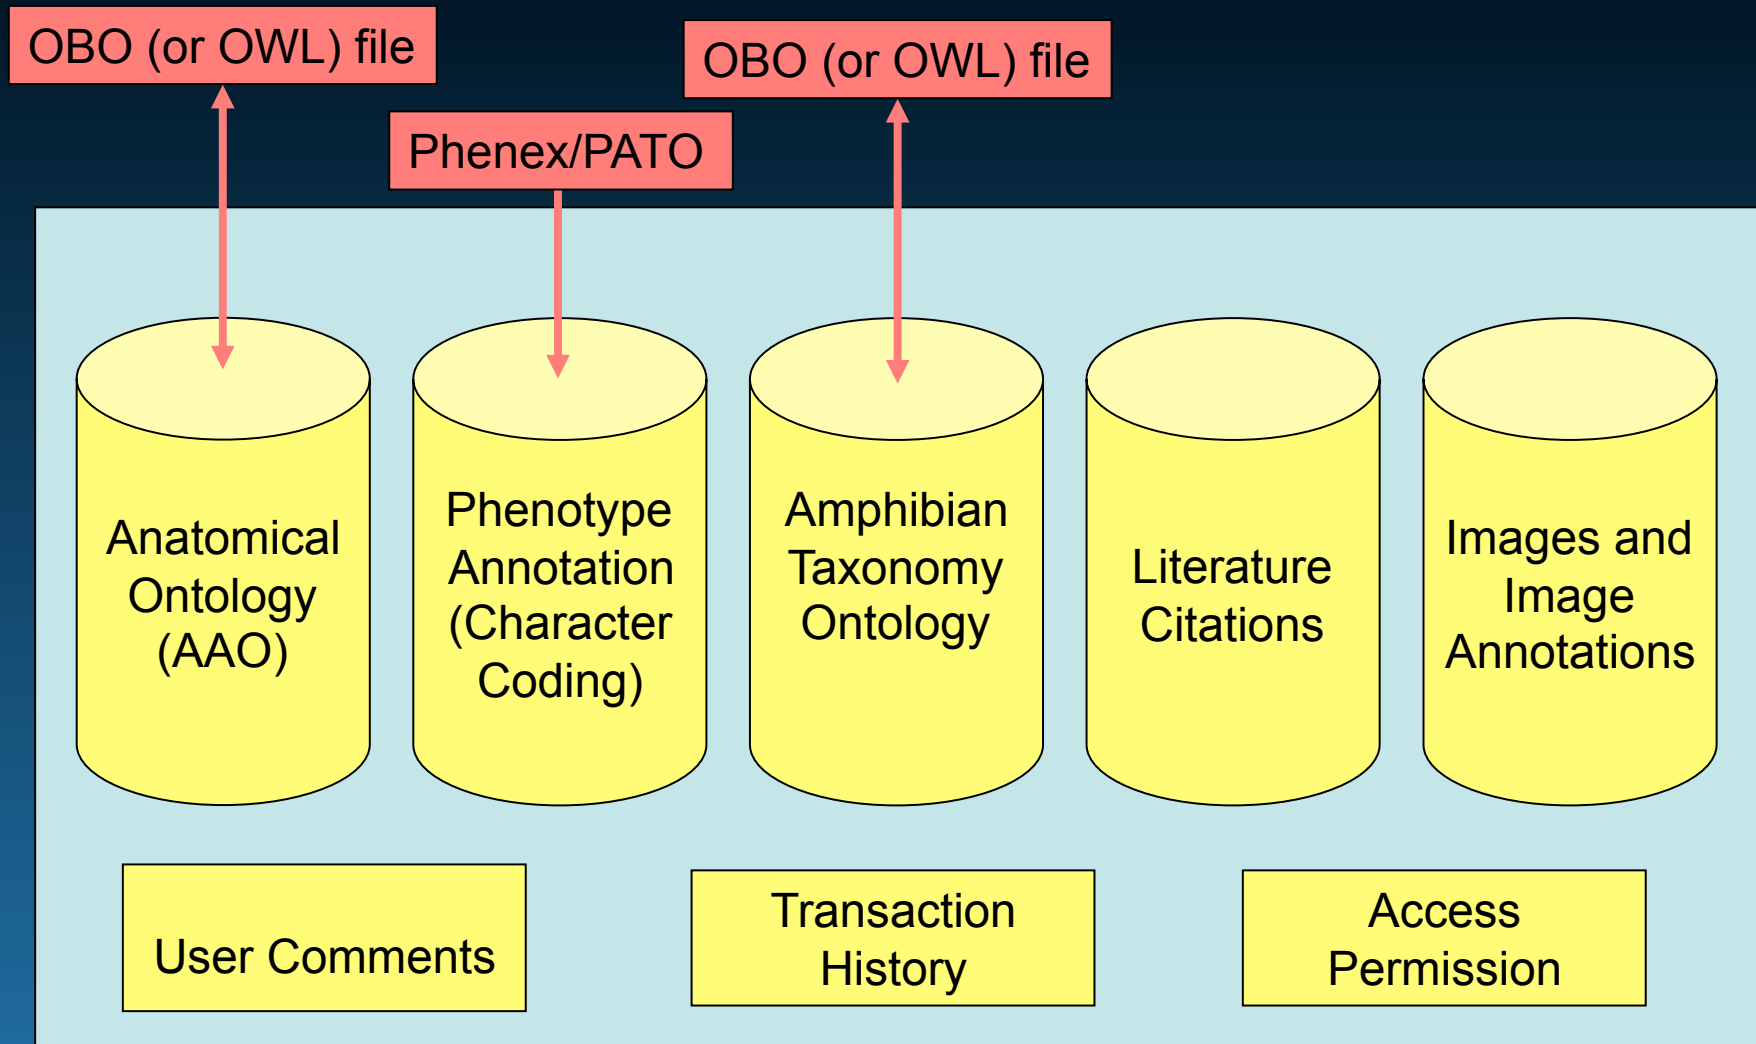 OBO (or OWL) file
OBO (or OWL) file
Phenex/PATO
Anatomical
Ontology
(AAO)
Phenotype
Annotation
(Character
Coding)
Amphibian
Taxonomy
Ontology
Literature
Citations
Images and
Image
Annotations
User Comments
Transaction
History
Access
Permission